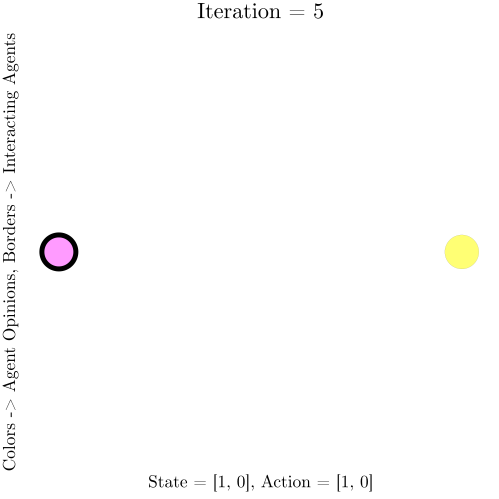 Iteration = 5
Colors -> Agent Opinions, Borders -> Interacting Agents
State = [1, 0], Action = [1, 0]